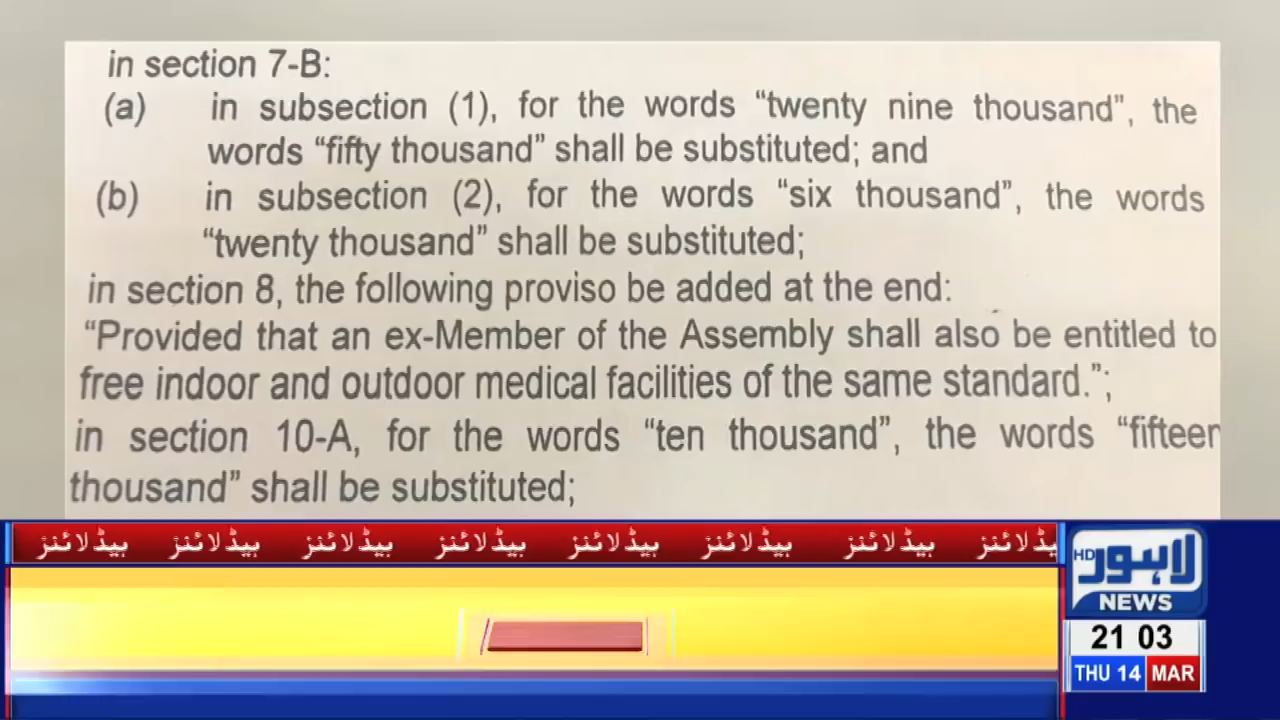 in section 7-B:
(a) in subsection (1), for the words “twenty nine thousand”, the
words “fifty thousand” shall be substituted; and
(b) in subsection (2), for the words “six thousand”, the words
“twenty thousand” shall be substituted;
in section 8, the following proviso be added at the end:
“Provided that an ex-Member of the Assembly shall also be entitled to
free indoor and outdoor medical facilities of the same standard.”;
in section 10-A, for the words “ten thousand”, the words “fifteen
thousand” shall be substituted;
ہیڈلائنز ہیڈلائنز ہیڈلائنز ہیڈلائنز ہیڈلائنز ہیڈلائنز ہیڈلائنز ہیڈلائنز
HD لاہور
NEWS
21 03
THU 14 MAR